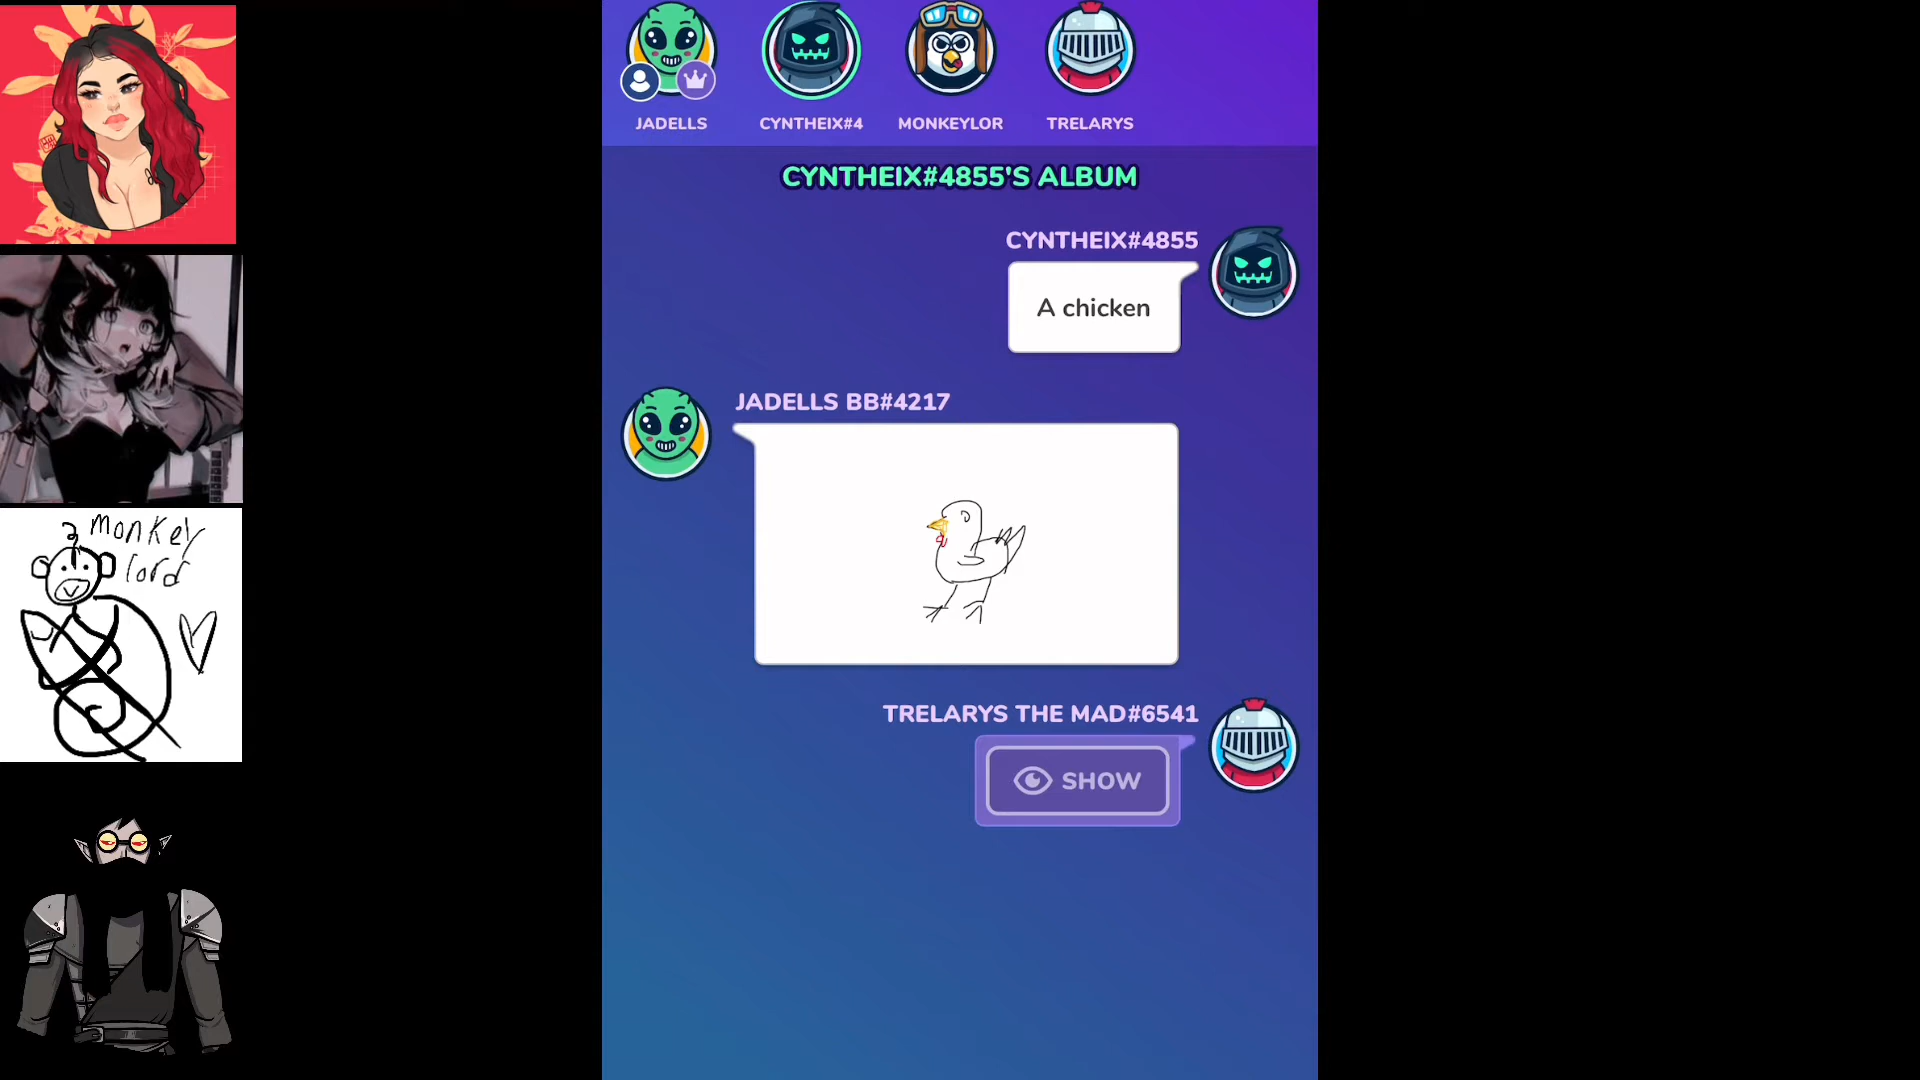 JADELLS CYNTHEIX#4 MONKEYLOR TRELARYS
CYNTHEIX#4855'S ALBUM
CYNTHEIX#4855
A chicken
JADELLS BB#4217
TRELARYS THE MAD#6541
SHOW
monkey
lord